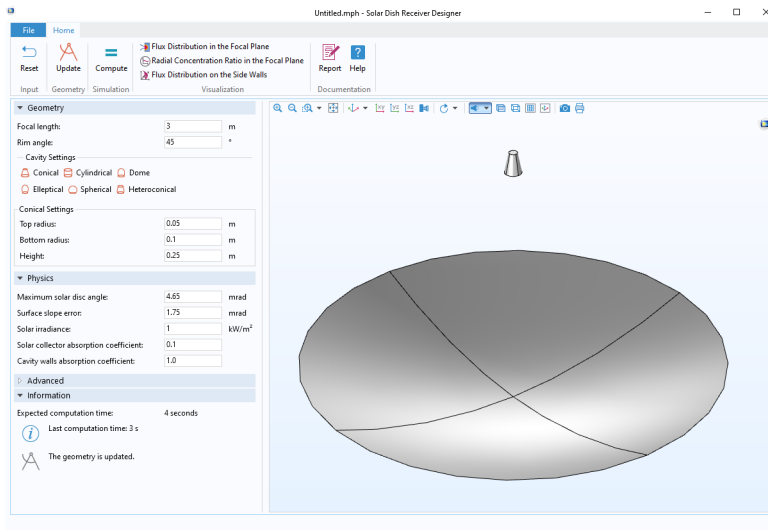 Untitled.mph - Solar Dish Receiver Designer
File Home
Reset Update Compute
Flux Distribution in the Focal Plane
Radial Concentration Ratio in the Focal Plane
Flux Distribution on the Side Walls
Report Help
Input Geometry Simulation Visualization Documentation
Geometry
Focal length: 3 m
Rim angle: 45 °
Cavity Settings
Conical Cylindrical Dome
Elleptical Spherical Heteroconical
Conical Settings
Top radius: 0.05 m
Bottom radius: 0.1 m
Height: 0.25 m
Physics
Maximum solar disc angle: 4.65 mrad
Surface slope error: 1.75 mrad
Solar irradiance: 1 kW/m²
Solar collector absorption coefficient: 0.1
Cavity walls absorption coefficient: 1.0
Advanced
Information
Expected computation time: 4 seconds
Last computation time: 3 s
The geometry is updated.